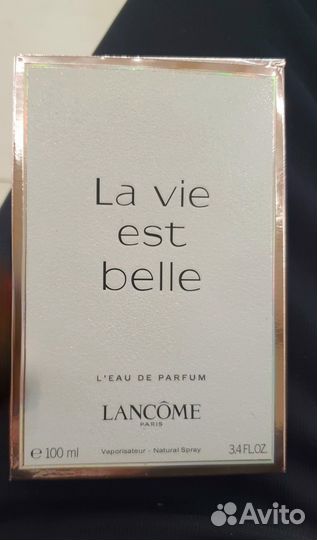 La vie
est
belle
L'EAU DE PARFUM
LANCÔME
PARIS
℮ 100 ml Vaporisateur - Natural Spray 3.4 FL.OZ.
Avito